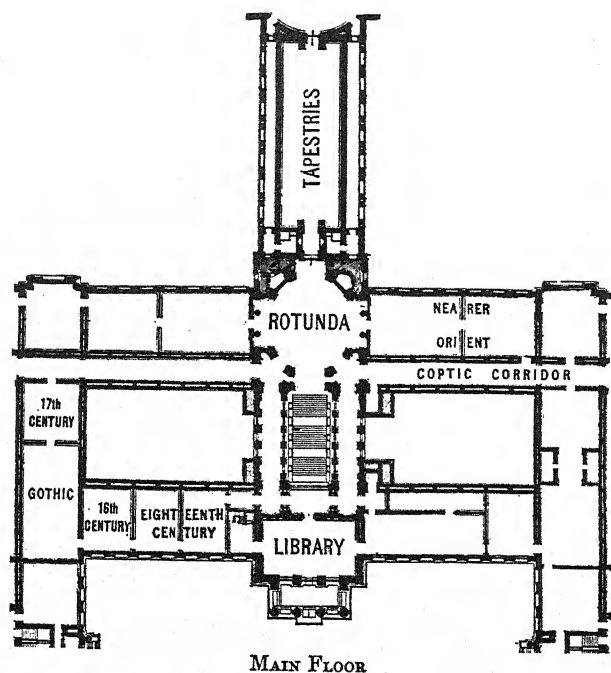 TAPESTRIES
ROTUNDA
NEARER
ORIENT
COPTIC CORRIDOR
17th
CENTURY
GOTHIC
16th
CENTURY
EIGHTEENTH
CENTURY
LIBRARY
MAIN FLOOR